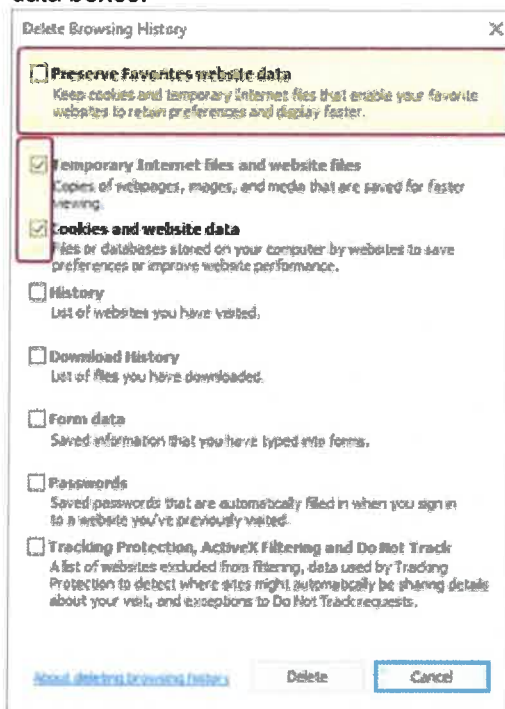 data boxes.
Delete Browsing History
Preserve Favorites website data
Keep cookies and temporary Internet files that enable your favorite
websites to retain preferences and display faster.
Temporary Internet files and website files
Copies of webpages, images, and media that are saved for faster
viewing.
Cookies and website data
Files or databases stored on your computer by websites to save
preferences or improve website performance.
History
List of websites you have visited.
Download History
List of files you have downloaded.
Form data
Saved information that you have typed into forms.
Passwords
Saved passwords that are automatically filled in when you sign in
to a website you've previously visited.
Tracking Protection, ActiveX Filtering and Do Not Track
A list of websites excluded from filtering, data used by Tracking
Protection to detect where sites might automatically be sharing details
about your visit, and exceptions to Do Not Track requests.
About deleting browsing history Delete Cancel